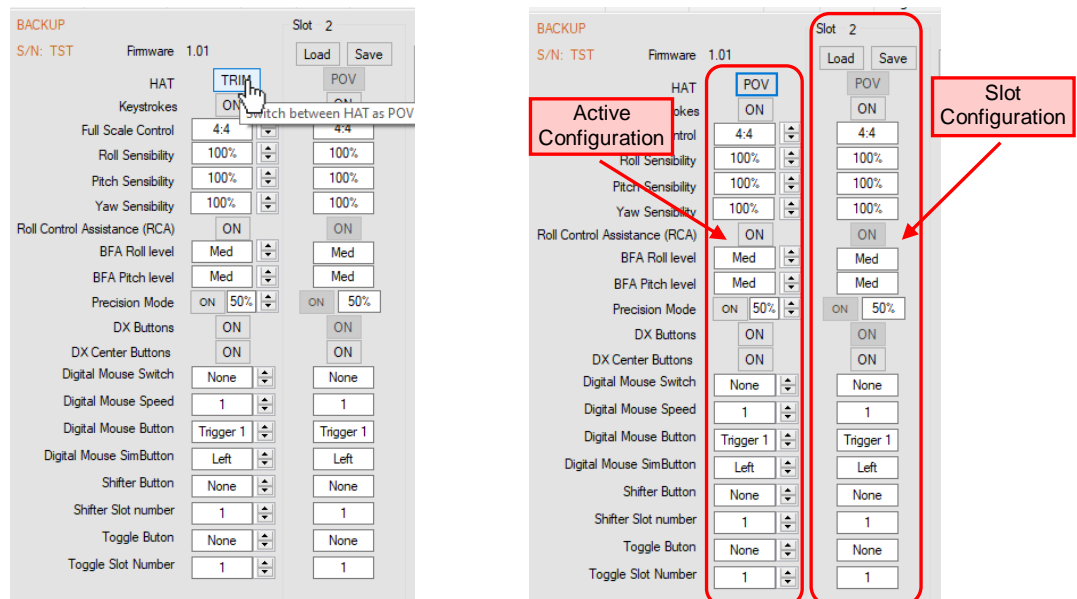 BACKUP
Slot 2
S/N: TST Firmware 1.01
Load Save
HAT TRIM POV
Keystrokes ON ON
Switch between HAT as POV
Full Scale Control 4:4 4:4
Roll Sensibility 100% 100%
Pitch Sensibility 100% 100%
Yaw Sensibility 100% 100%
Roll Control Assistance (RCA) ON ON
BFA Roll level Med Med
BFA Pitch level Med Med
Precision Mode ON 50% ON 50%
DX Buttons ON ON
DX Center Buttons ON ON
Digital Mouse Switch None None
Digital Mouse Speed 1 1
Digital Mouse Button Trigger 1 Trigger 1
Digital Mouse SimButton Left Left
Shifter Button None None
Shifter Slot number 1 1
Toggle Buton None None
Toggle Slot Number 1 1
BACKUP
Slot 2
S/N: TST Firmware 1.01
Load Save
HAT POV POV
Active
Configuration
Slot
Configuration
ON ON
4:4 4:4
Roll Sensibility 100% 100%
Pitch Sensibility 100% 100%
Yaw Sensibility 100% 100%
Roll Control Assistance (RCA) ON ON
BFA Roll level Med Med
BFA Pitch level Med Med
Precision Mode ON 50% ON 50%
DX Buttons ON ON
DX Center Buttons ON ON
Digital Mouse Switch None None
Digital Mouse Speed 1 1
Digital Mouse Button Trigger 1 Trigger 1
Digital Mouse SimButton Left Left
Shifter Button None None
Shifter Slot number 1 1
Toggle Buton None None
Toggle Slot Number 1 1